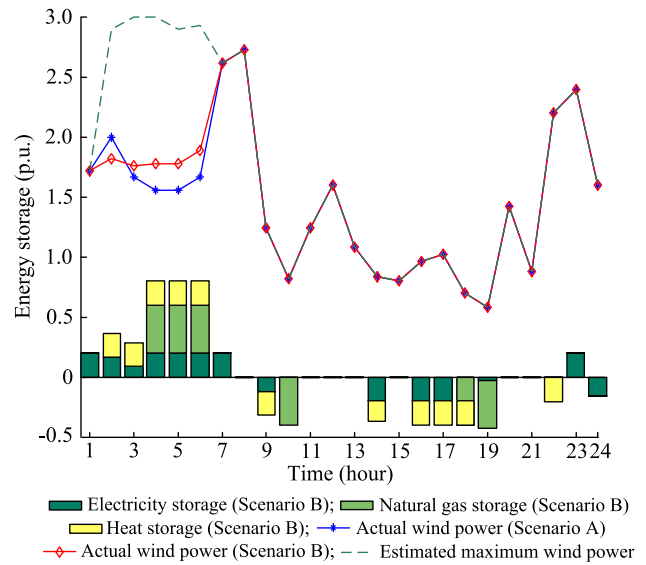 3.0
2.5
2.0
1.5
1.0
0.5
0
-0.5
Energy storage (p.u.)
1 3 5 7 9 11 13 15 17 19 21 23 24
Time (hour)
Electricity storage (Scenario B); Natural gas storage (Scenario B)
Heat storage (Scenario B); Actual wind power (Scenario A)
Actual wind power (Scenario B); Estimated maximum wind power